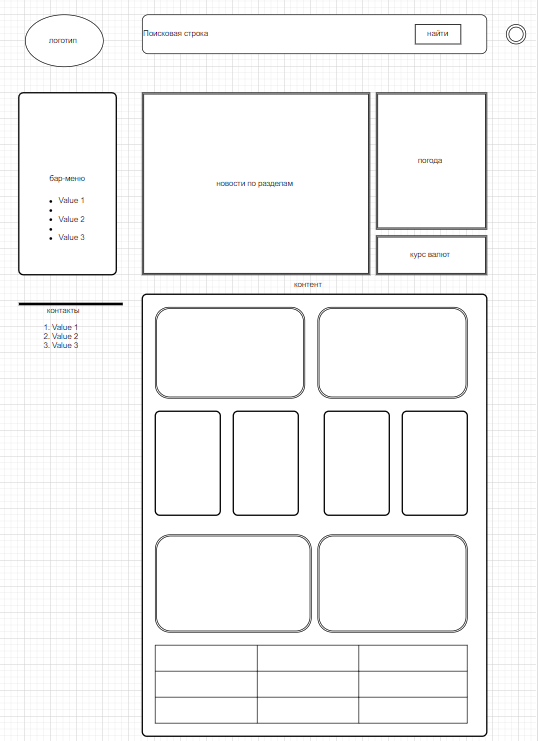 логотип
Поисковая строка
найти
бар-меню
Value 1
Value 2
Value 3
новости по разделам
погода
курс валют
контент
контакты
1. Value 1
2. Value 2
3. Value 3